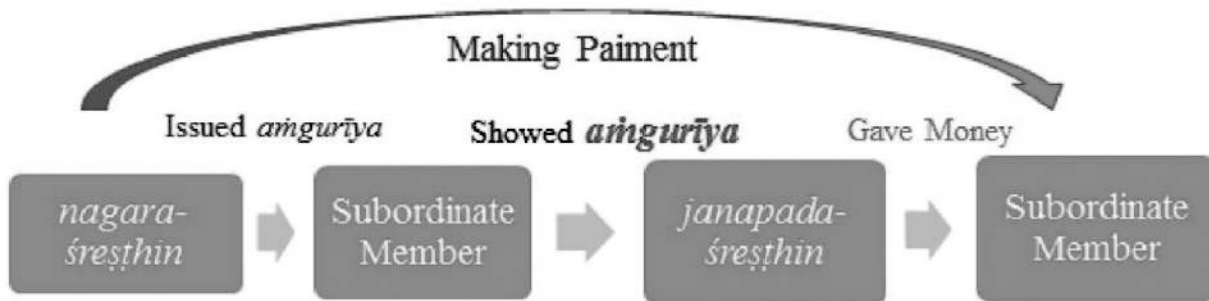 Making Paiment
Issued aṁgurīya
Showed aṁgurīya
Gave Money
nagara-
śreṣṭhin
Subordinate
Member
janapada-
śreṣṭhin
Subordinate
Member